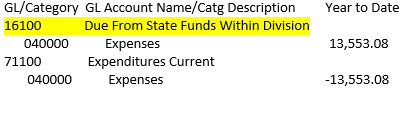 GL/Category GL Account Name/Catg Description Year to Date
16100 Due From State Funds Within Division
040000 Expenses 13,553.08
71100 Expenditures Current
040000 Expenses -13,553.08